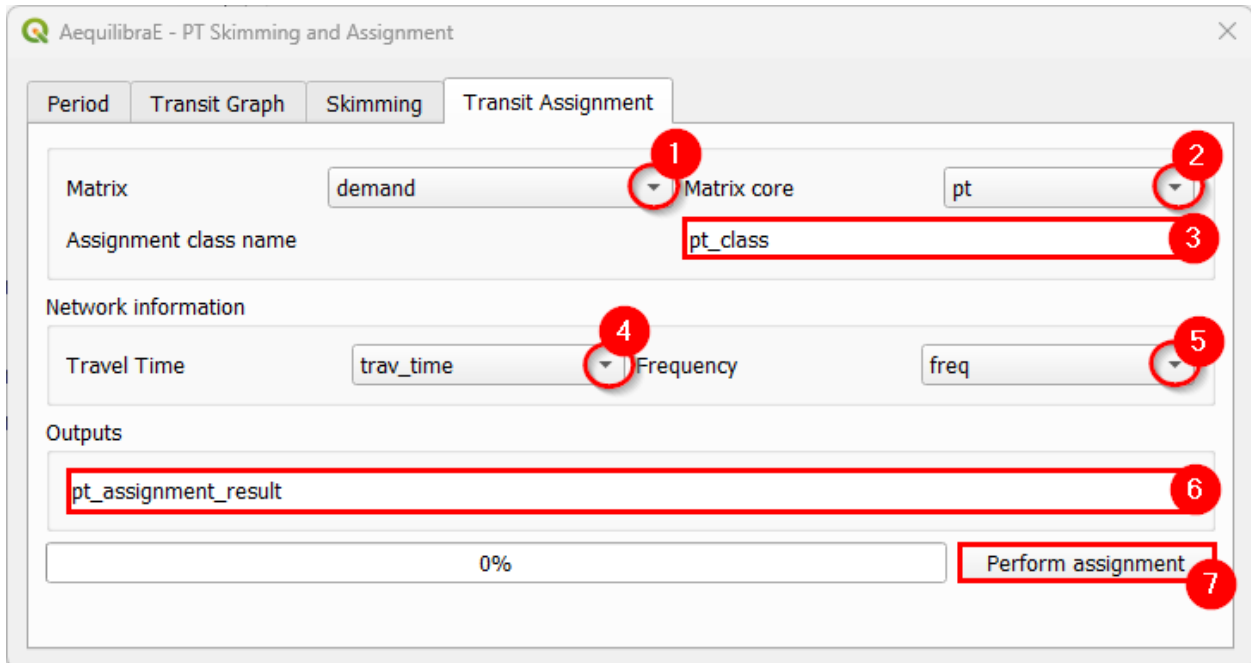 AequilibraE - PT Skimming and Assignment
Period Transit Graph Skimming Transit Assignment
1 2
Matrix demand Matrix core pt
Assignment class name pt_class 3
Network information
4 5
Travel Time trav_time Frequency freq
Outputs
pt_assignment_result 6
0% Perform assignment
7